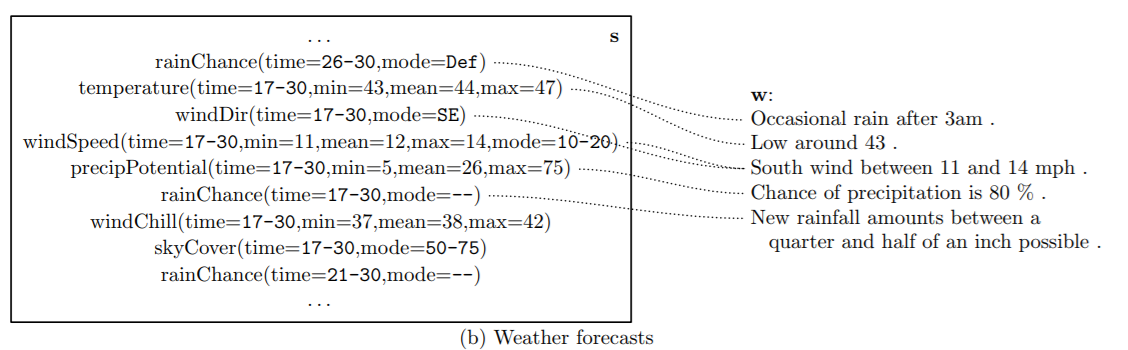 ... s
rainChance(time=26-30,mode=Def)
temperature(time=17-30,min=43,mean=44,max=47)
windDir(time=17-30,mode=SE)
windSpeed(time=17-30,min=11,mean=12,max=14,mode=10-20)
precipPotential(time=17-30,min=5,mean=26,max=75)
rainChance(time=17-30,mode=--)
windChill(time=17-30,min=37,mean=38,max=42)
skyCover(time=17-30,mode=50-75)
rainChance(time=21-30,mode=--)
...
w:
Occasional rain after 3am .
Low around 43 .
South wind between 11 and 14 mph .
Chance of precipitation is 80 % .
New rainfall amounts between a
quarter and half of an inch possible .
(b) Weather forecasts